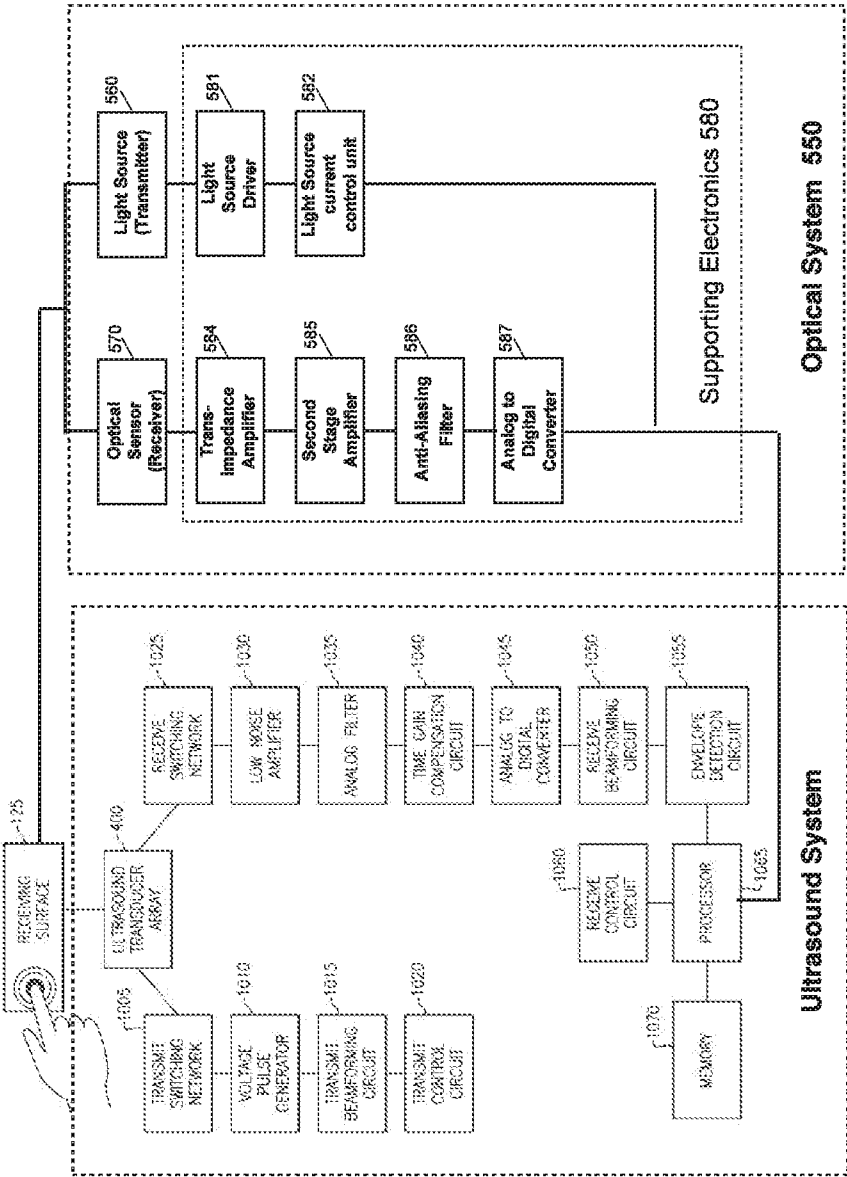 RECIEVING
SURFACE
125
TRANSMIT
SWITCHING
NETWORK
1005
VOLTAGE
PULSE
GENERATOR
1010
TRANSMIT
BEAMFORMING
CIRCUIT
1015
TRANSMIT
CONTROL
CIRCUIT
1020
ULTRASOUND
TRANSDUCER
ARRAY
400
RECEIVE
SWITCHING
NETWORK
1025
LOW NOISE
AMPLIFIER
1030
ANALOG FILTER
1035
TIME GAIN
COMPENSATION
CIRCUIT
1040
ANALOG TO
DIGITAL
CONVERTER
1045
RECEIVE
BEAMFORMING
CIRCUIT
1050
ENVELOPE
DETECTION
CIRCUIT
1055
RECEIVE
CONTROL
CIRCUIT
1060
PROCESSOR
1065
MEMORY
1070
Ultrasound System
Optical
Sensor
(Receiver)
570
Trans-
impedance
Amplifier
584
Second
Stage
Amplifier
585
Anti-Aliasing
Filter
586
Analog to
Digital
Converter
587
Light Source
(Transmitter)
560
Light
Source
Driver
581
Light Source
current
control unit
582
Supporting Electronics 580
Optical System 550